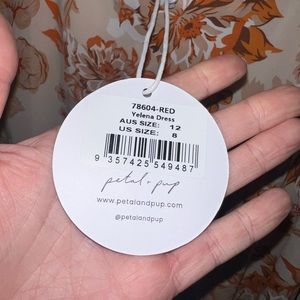 78604-RED
Yelena Dress
AUS SIZE: 12
US SIZE: 8
9 357425 549487
petal + pup
www.petalandpup.com
@petalandpup